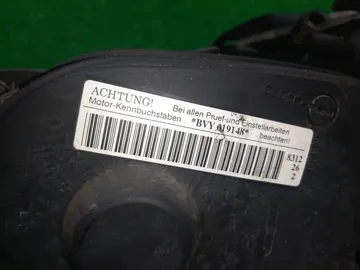 ACHTUNG! Bei allen Pruef-und Einstellarbeiten
Motor-Kennbuchstaben beachten!
*BVY 019148*
8312
26
2